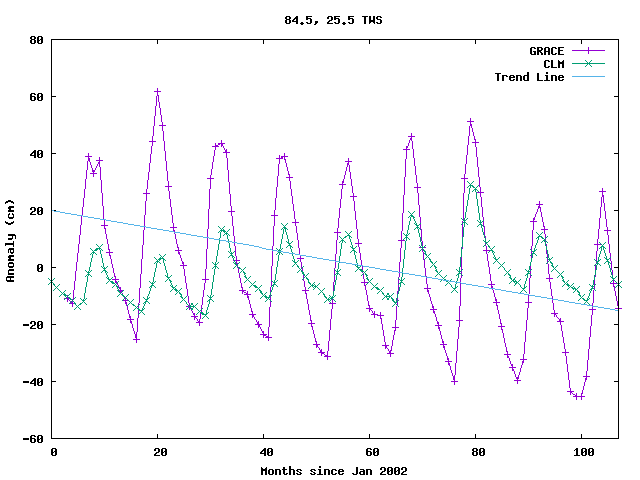 84.5, 25.5 TWS
80
60
40
20
0
-20
-40
-60
Anomaly (cm)
GRACE
CLM
Trend Line
0 20 40 60 80 100
Months since Jan 2002